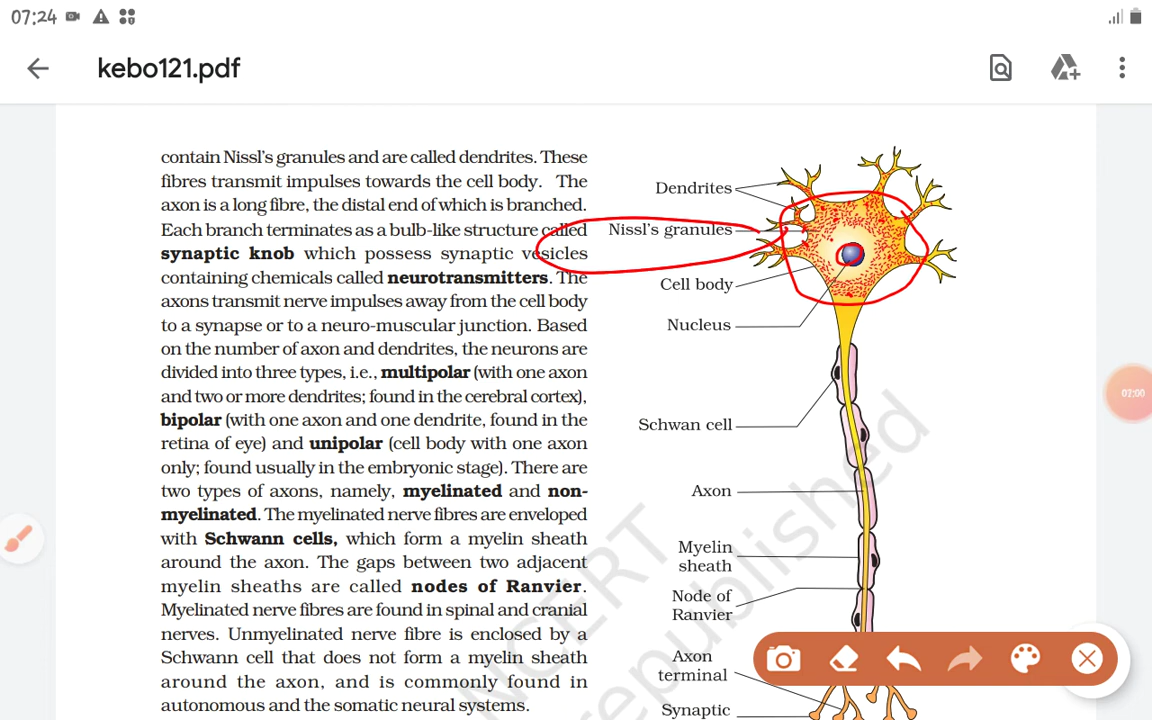 07:24
kebo121.pdf
contain Nissl's granules and are called dendrites. These
fibres transmit impulses towards the cell body. The
axon is a long fibre, the distal end of which is branched.
Each branch terminates as a bulb-like structure called
synaptic knob which possess synaptic vesicles
containing chemicals called neurotransmitters. The
axons transmit nerve impulses away from the cell body
to a synapse or to a neuro-muscular junction. Based
on the number of axon and dendrites, the neurons are
divided into three types, i.e., multipolar (with one axon
and two or more dendrites; found in the cerebral cortex),
bipolar (with one axon and one dendrite, found in the
retina of eye) and unipolar (cell body with one axon
only; found usually in the embryonic stage). There are
two types of axons, namely, myelinated and non-
myelinated. The myelinated nerve fibres are enveloped
with Schwann cells, which form a myelin sheath
around the axon. The gaps between two adjacent
myelin sheaths are called nodes of Ranvier.
Myelinated nerve fibres are found in spinal and cranial
nerves. Unmyelinated nerve fibre is enclosed by a
Schwann cell that does not form a myelin sheath
around the axon, and is commonly found in
autonomous and the somatic neural systems.
Dendrites
Nissl's granules
Cell body
Nucleus
Schwan cell
Axon
Myelin
sheath
Node of
Ranvier
Axon
terminal
Synaptic
03:00
NCERT
republished